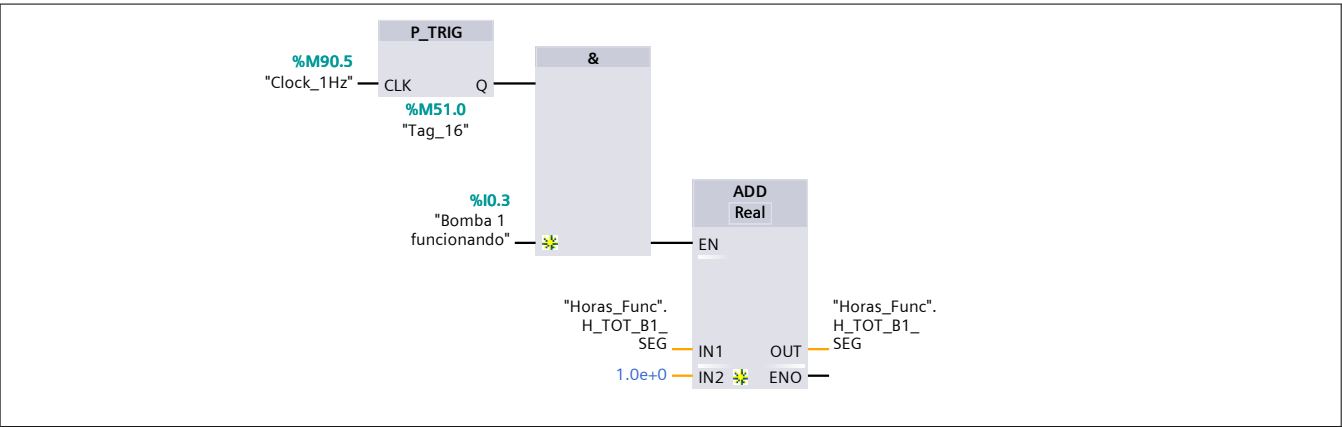 P_TRIG
%M90.5
"Clock_1Hz"
CLK
Q
%M51.0
"Tag_16"
&
%I0.3
"Bomba 1
funcionando"
ADD
Real
EN
"Horas_Func".
H_TOT_B1_
SEG
IN1
1.0e+0
IN2
OUT
"Horas_Func".
H_TOT_B1_
SEG
ENO